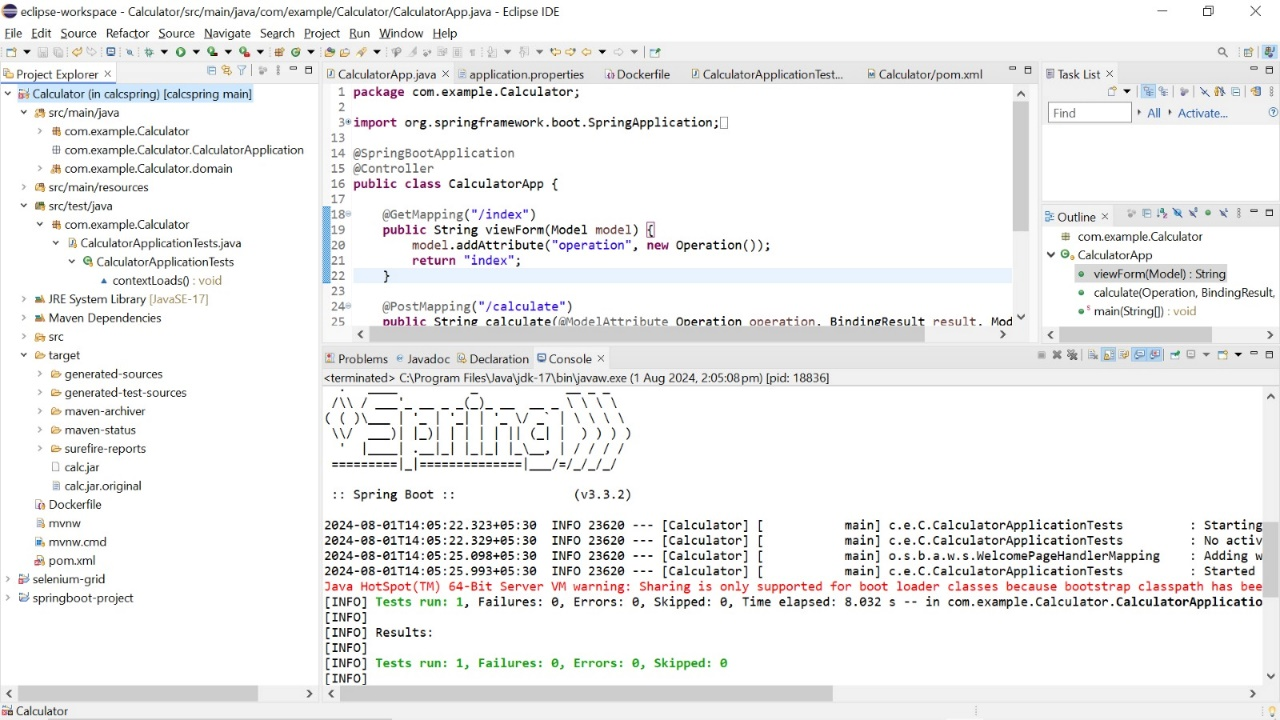 eclipse-workspace - Calculator/src/main/java/com/example/Calculator/CalculatorApp.java - Eclipse IDE
File Edit Source Refactor Source Navigate Search Project Run Window Help
Project Explorer
Calculator (in calcspring) [calcspring main]
src/main/java
com.example.Calculator
com.example.Calculator.CalculatorApplication
com.example.Calculator.domain
src/main/resources
src/test/java
com.example.Calculator
CalculatorApplicationTests.java
CalculatorApplicationTests
contextLoads() : void
JRE System Library [JavaSE-17]
Maven Dependencies
src
target
generated-sources
generated-test-sources
maven-archiver
maven-status
surefire-reports
calc.jar
calc.jar.original
Dockerfile
mvnw
mvnw.cmd
pom.xml
selenium-grid
springboot-project
CalculatorApp.java application.properties Dockerfile CalculatorApplicationTest... Calculator/pom.xml
1 package com.example.Calculator;
2
3 import org.springframework.boot.SpringApplication;
13
14 @SpringBootApplication
15 @Controller
16 public class CalculatorApp {
17
18 @GetMapping("/index")
19 public String viewForm(Model model) {
20 model.addAttribute("operation", new Operation());
21 return "index";
22 }
23
24 @PostMapping("/calculate")
25 public String calculate(@ModelAttribute Operation operation, BindingResult result, Mod
Task List
Find All Activate...
Outline
com.example.Calculator
CalculatorApp
viewForm(Model) : String
calculate(Operation, BindingResult,
main(String[]) : void
Problems Javadoc Declaration Console
<terminated> C:\Program Files\Java\jdk-17\bin\javaw.exe (1 Aug 2024, 2:05:08 pm) [pid: 18836]
:: Spring Boot :: (v3.3.2)
2024-08-01T14:05:22.323+05:30 INFO 23620 --- [Calculator] [ main] c.e.C.CalculatorApplicationTests : Starting
2024-08-01T14:05:22.329+05:30 INFO 23620 --- [Calculator] [ main] c.e.C.CalculatorApplicationTests : No activ
2024-08-01T14:05:25.098+05:30 INFO 23620 --- [Calculator] [ main] o.s.b.a.w.s.WelcomePageHandlerMapping : Adding w
2024-08-01T14:05:25.993+05:30 INFO 23620 --- [Calculator] [ main] c.e.C.CalculatorApplicationTests : Started
Java HotSpot(TM) 64-Bit Server VM warning: Sharing is only supported for boot loader classes because bootstrap classpath has bee
[INFO] Tests run: 1, Failures: 0, Errors: 0, Skipped: 0, Time elapsed: 8.032 s -- in com.example.Calculator.CalculatorApplicatio
[INFO]
[INFO] Results:
[INFO]
[INFO] Tests run: 1, Failures: 0, Errors: 0, Skipped: 0
[INFO]
Calculator